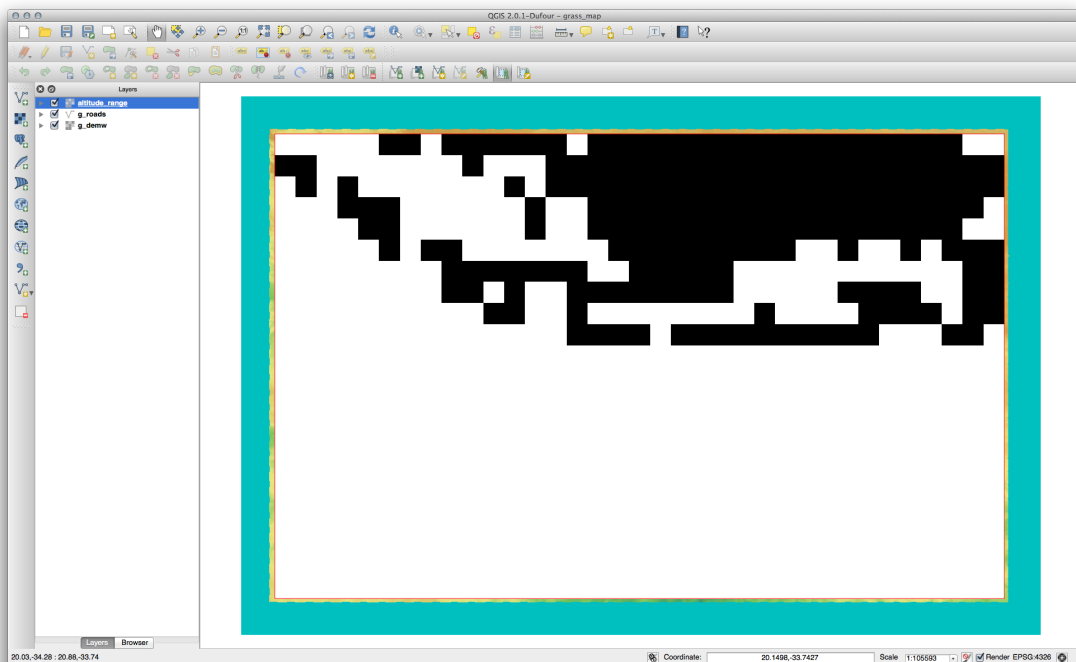 QGIS 2.0.1-Dufour – grass_map
Layers
altitude_range
g_roads
g_demw
Layers
Browser
20.03,-34.28 : 20.88,-33.74
Coordinate:
20.1498,-33.7427
Scale
1:105593
Render
EPSG:4326